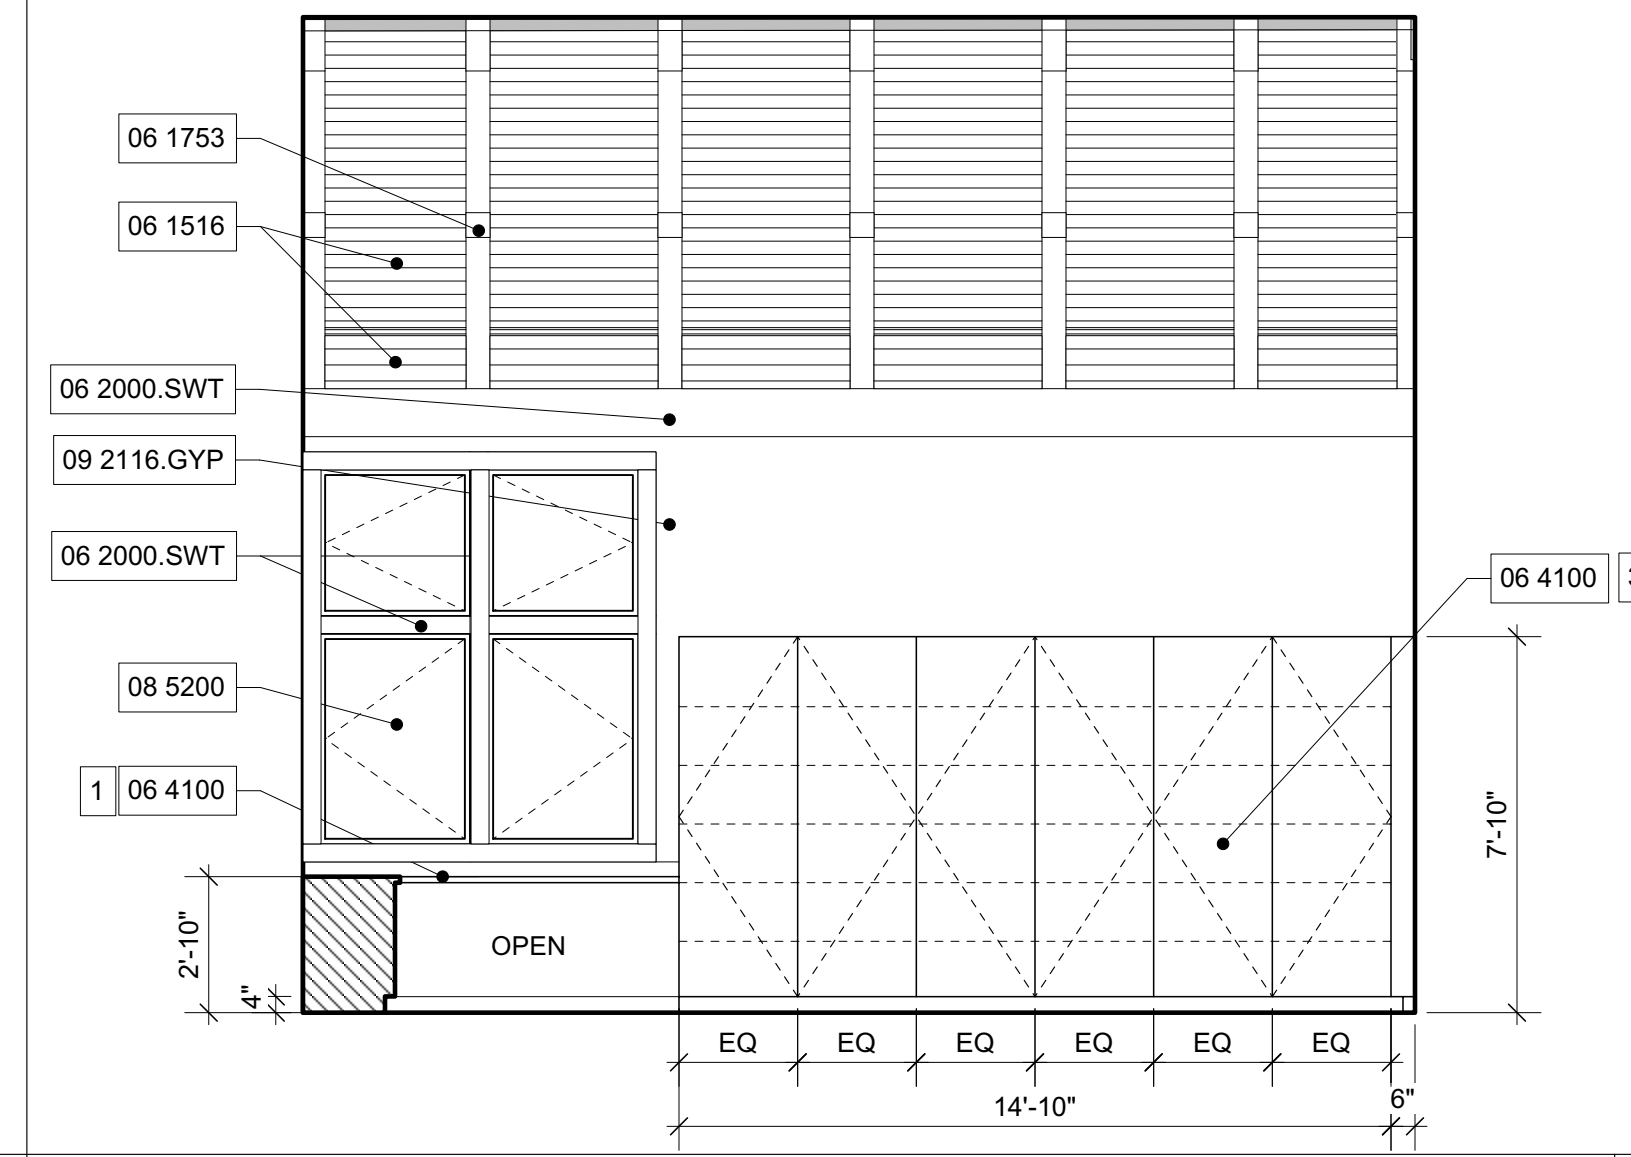 06 1753
06 1516
06 2000.SWT
09 2116.GYP
06 2000.SWT
06 4100
08 5200
1 06 4100
7'-10"
2'-10"
OPEN
4"
EQ EQ EQ EQ EQ EQ
14'-10" 6"